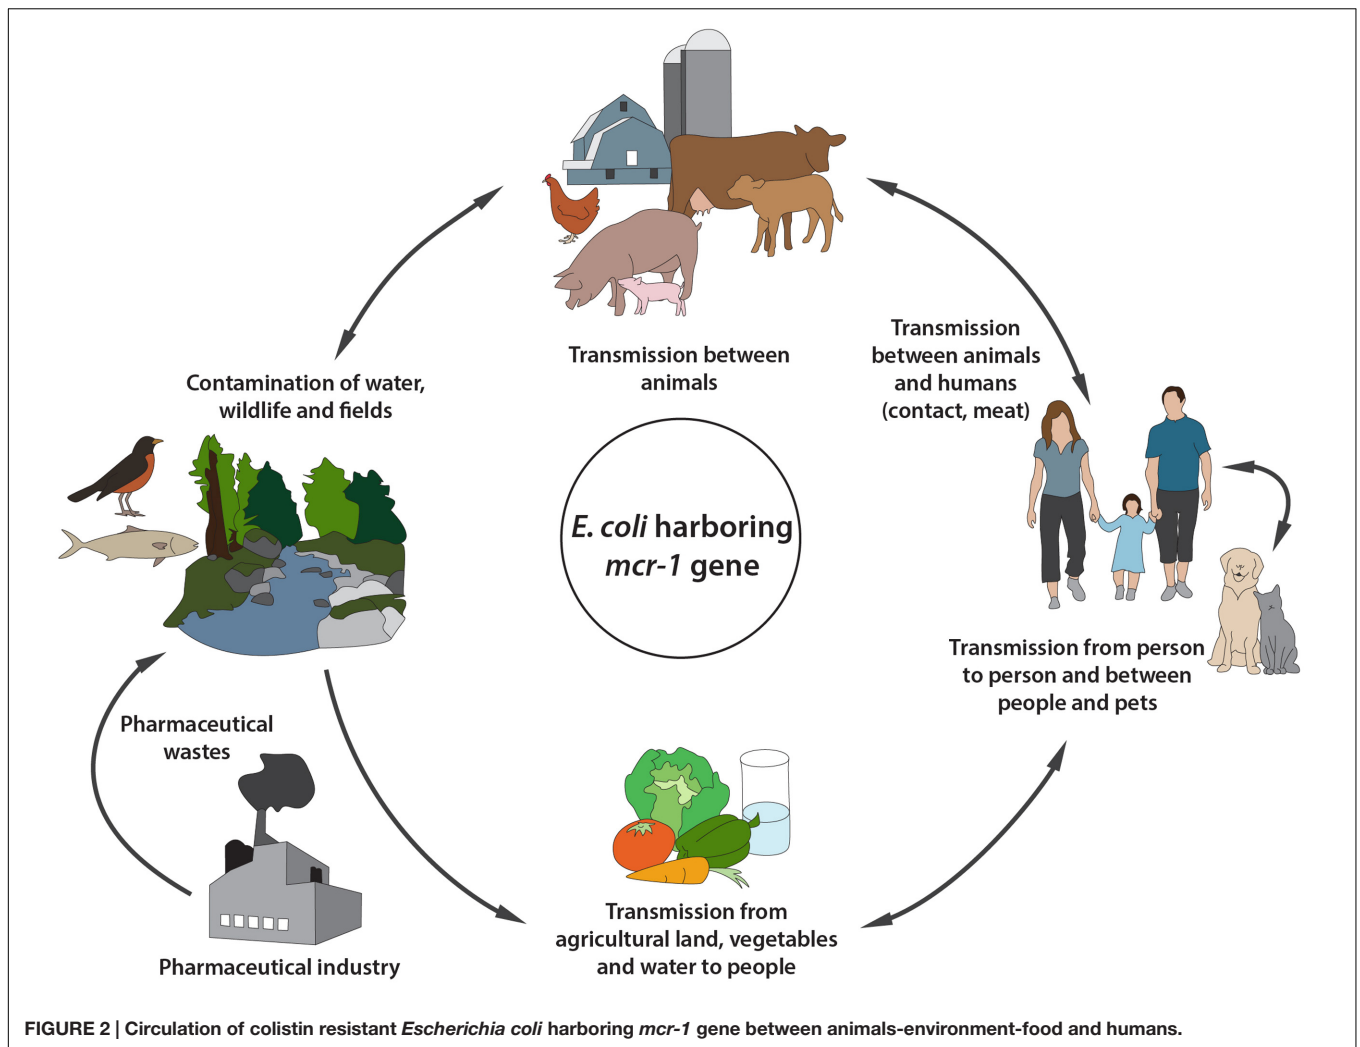 Transmission between
animals
Transmission
between animals
and humans
(contact, meat)
Contamination of water,
wildlife and fields
E. coli harboring
mcr-1 gene
Transmission from person
to person and between
people and pets
Pharmaceutical
wastes
Transmission from
agricultural land, vegetables
and water to people
Pharmaceutical industry
FIGURE 2 | Circulation of colistin resistant Escherichia coli harboring mcr-1 gene between animals-environment-food and humans.